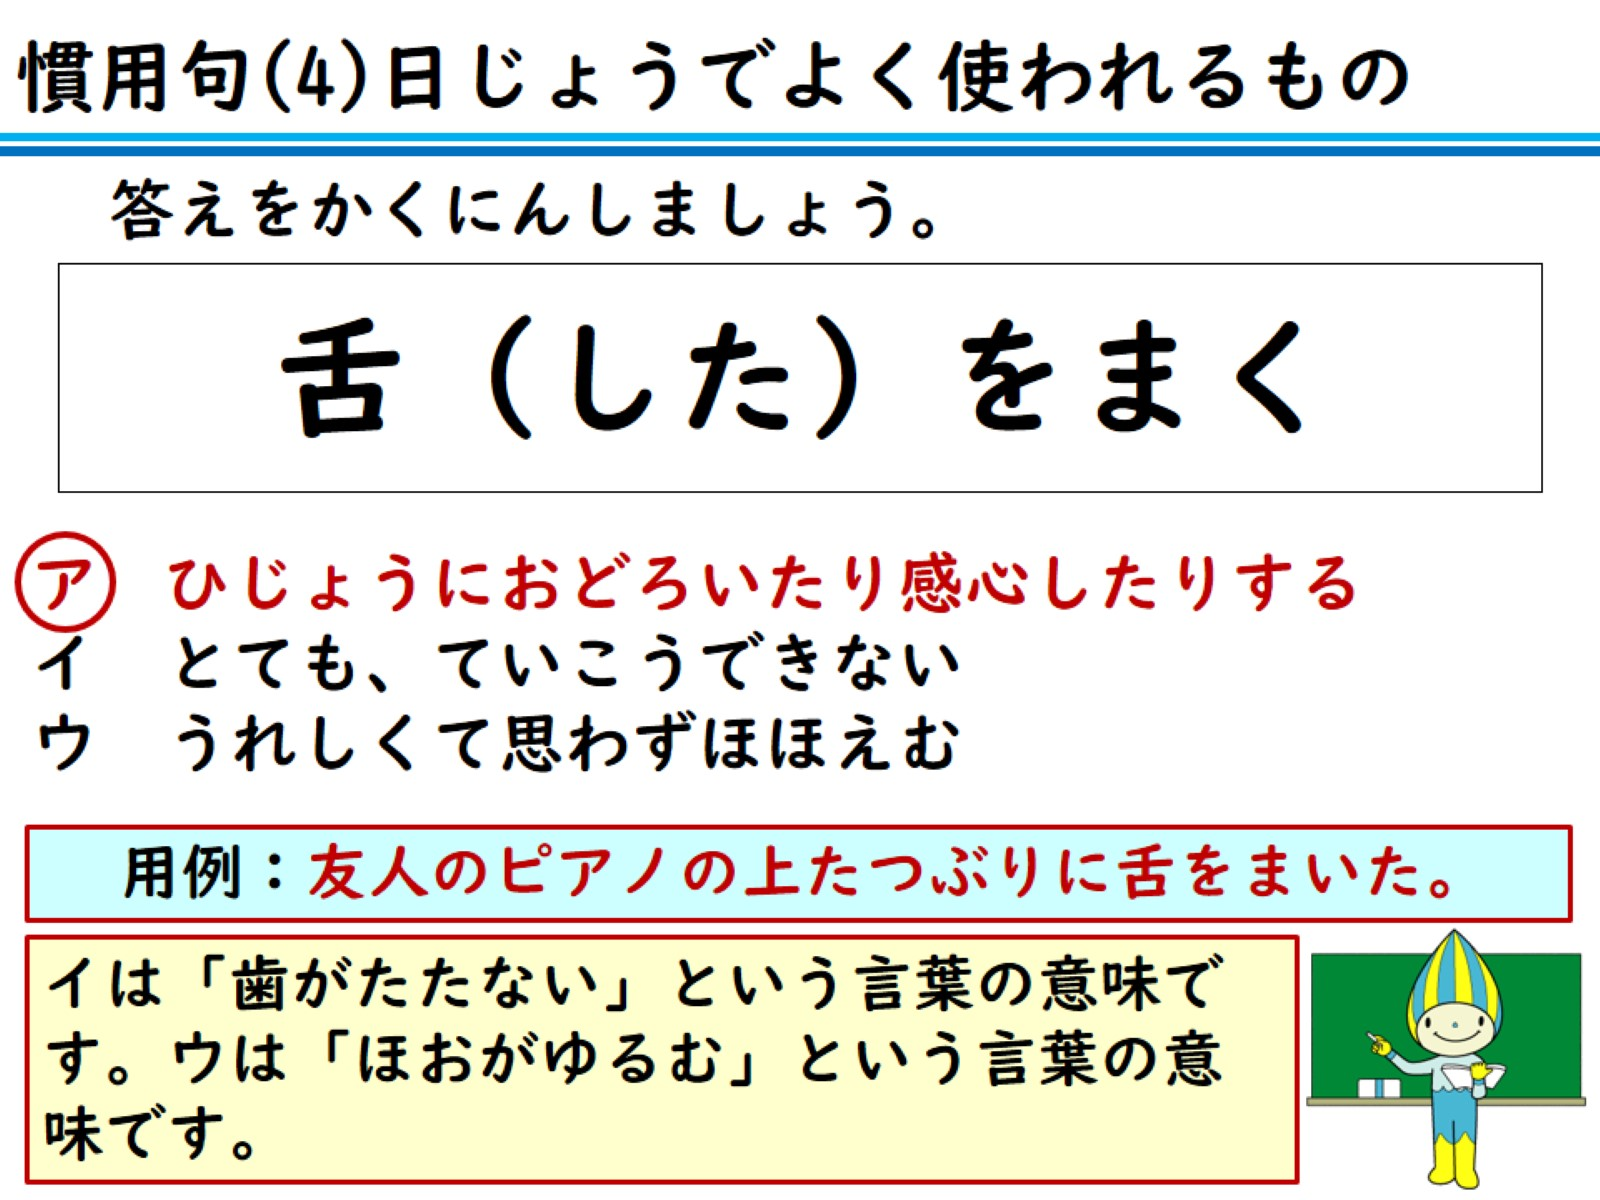 慣用句(4)日じょうでよく使われるもの
答えをかくにんしましょう。
舌（した）をまく
ア　ひじょうにおどろいたり感心したりする
イ　とても、ていこうできない
ウ　うれしくて思わずほほえむ
用例：友人のピアノの上たつぶりに舌をまいた。
イは「歯がたたない」という言葉の意味で
す。ウは「ほおがゆるむ」という言葉の意
味です。